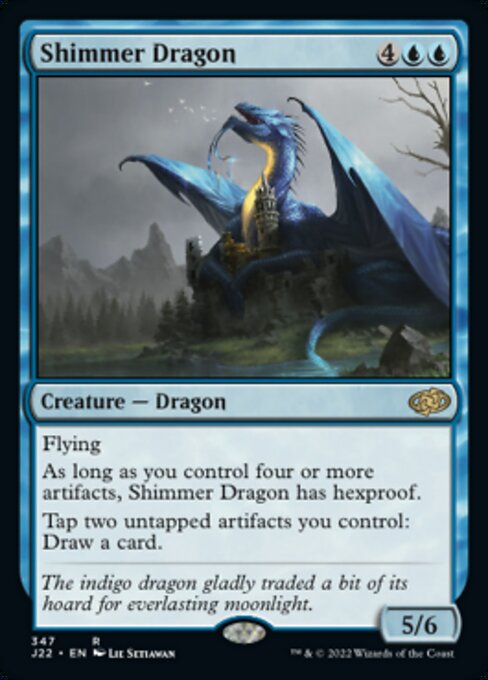 Shimmer Dragon 4
Creature — Dragon
Flying
As long as you control four or more
artifacts, Shimmer Dragon has hexproof.
Tap two untapped artifacts you control:
Draw a card.
The indigo dragon gladly traded a bit of its
hoard for everlasting moonlight.
5/6
347 R
J22 • EN Lie Setiawan
™ & © 2022 Wizards of the Coast